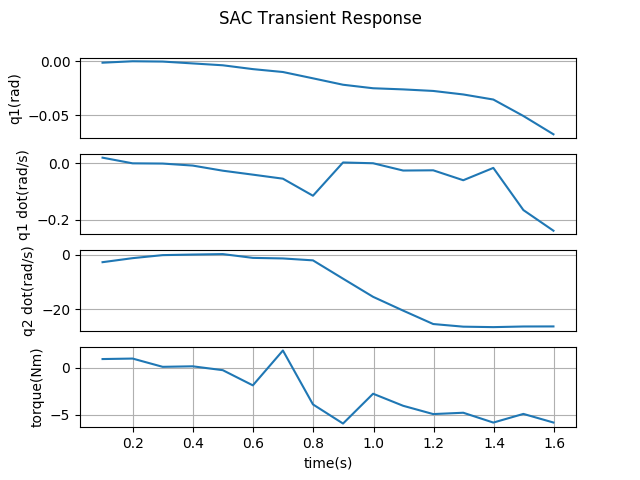 SAC Transient Response
0.00
−0.05
q1(rad)
0.0
−0.2
q1 dot(rad/s)
0
−20
q2 dot(rad/s)
0
−5
torque(Nm)
0.2 0.4 0.6 0.8 1.0 1.2 1.4 1.6
time(s)